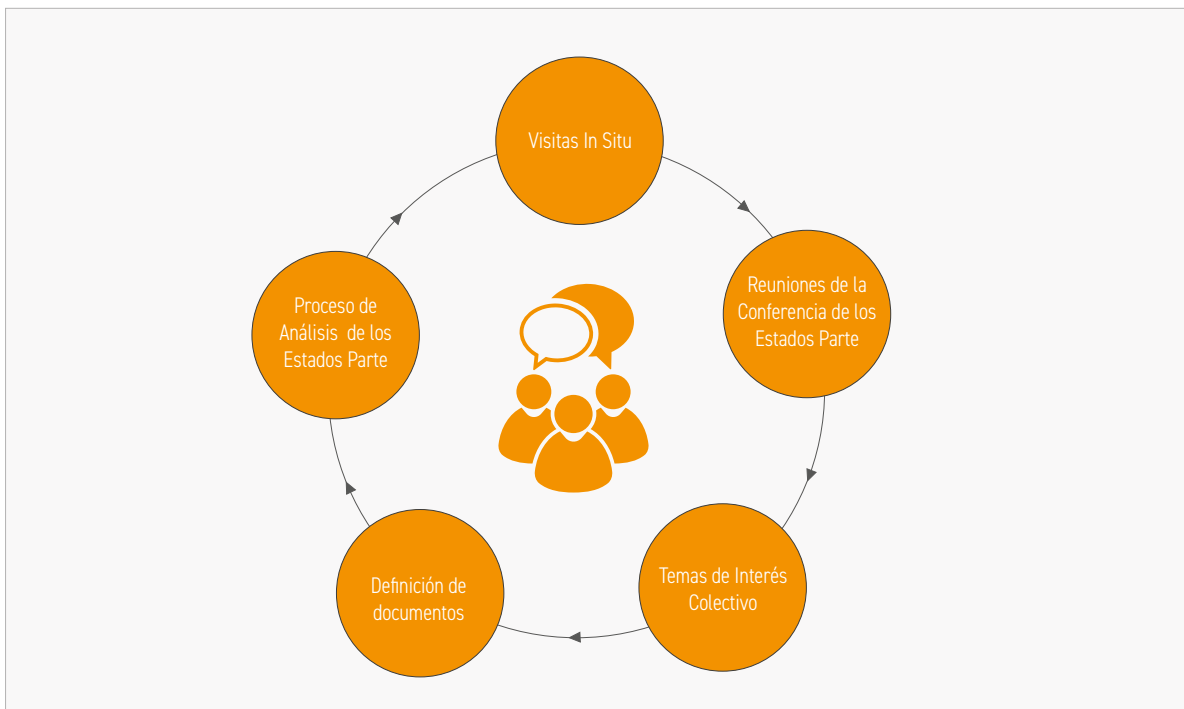 Visitas In Situ
Reuniones de la
Conferencia de los
Estados Parte
Temas de Interés
Colectivo
Definición de
documentos
Proceso de
Análisis de los
Estados Parte